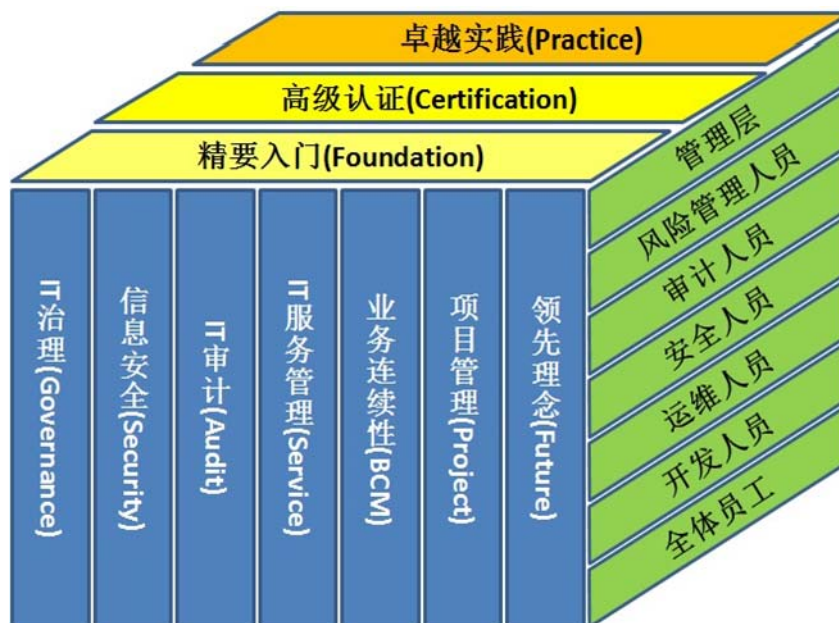 卓越实践(Practice)
高级认证(Certification)
精要入门(Foundation)
IT治理(Governance)
信息安全(Security)
IT审计(Audit)
IT服务管理(Service)
业务连续性(BCM)
项目管理(Project)
领先理念(Future)
管理层
风险管理人员
审计人员
安全人员
运维人员
开发人员
全体员工